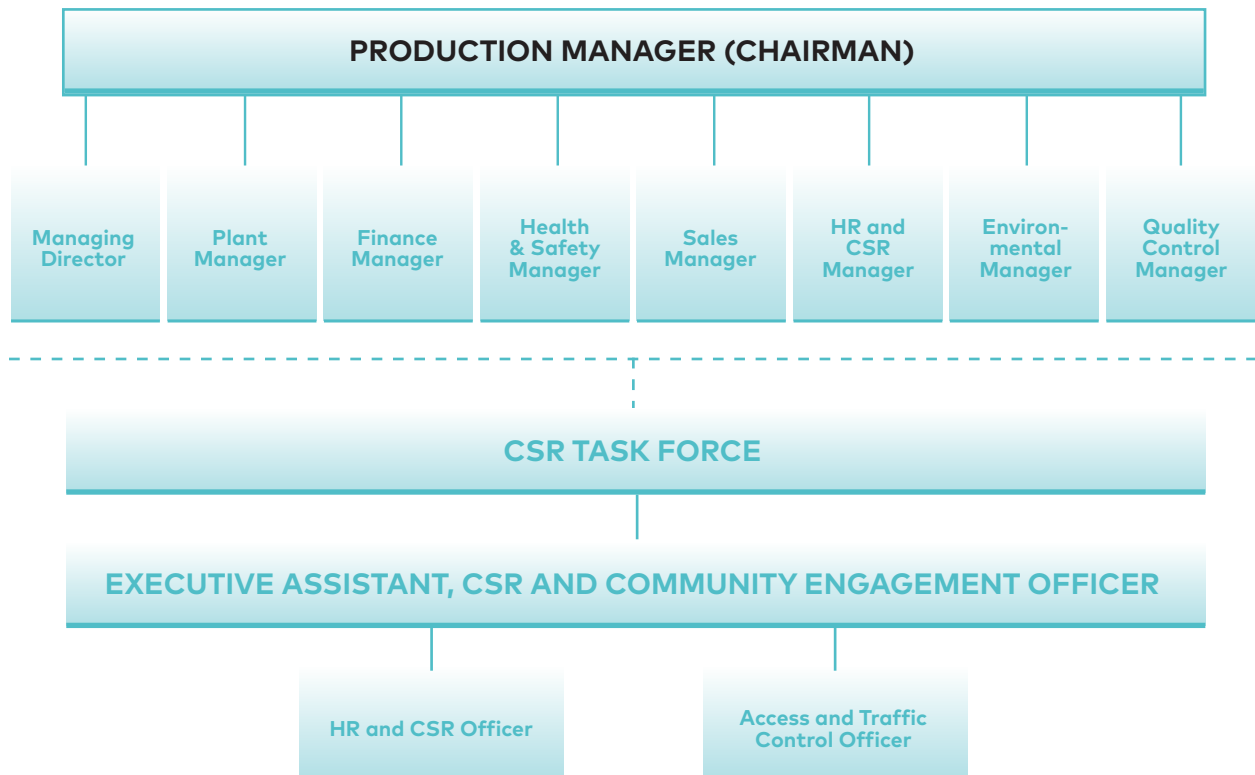 PRODUCTION MANAGER (CHAIRMAN)
Managing
Director
Plant
Manager
Finance
Manager
Health
& Safety
Manager
Sales
Manager
HR and
CSR
Manager
Environ-
mental
Manager
Quality
Control
Manager
CSR TASK FORCE
EXECUTIVE ASSISTANT, CSR AND COMMUNITY ENGAGEMENT OFFICER
HR and CSR Officer
Access and Traffic
Control Officer